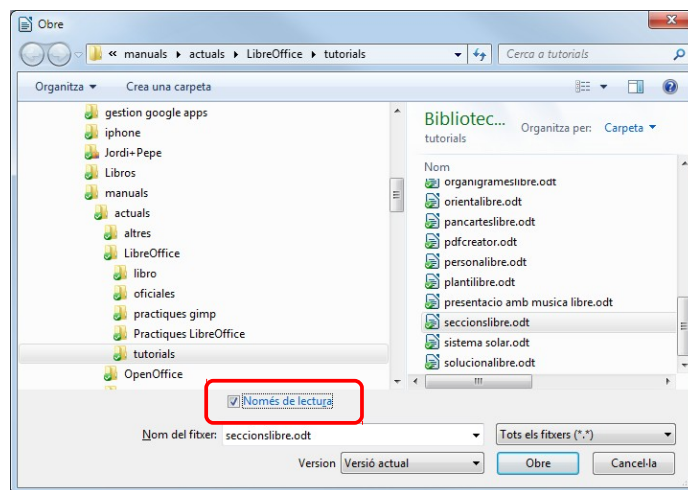 Obre
« manuals ▸ actuals ▸ LibreOffice ▸ tutorials
Cerca a tutorials
Organitza
Crea una carpeta
gestion google apps
iphone
Jordi+Pepe
Libros
manuals
actuals
altres
LibreOffice
libro
oficiales
practiques gimp
Practiques LibreOffice
tutorials
OpenOffice
Bibliotec...
tutorials
Organitza per: Carpeta
Nom
organigrameslibre.odt
orientalibre.odt
pancarteslibre.odt
pdfcreator.odt
personalibre.odt
plantilibre.odt
presentacio amb musica libre.odt
seccionslibre.odt
sistema solar.odt
solucionalibre.odt
Només de lectura
Nom del fitxer: seccionslibre.odt
Tots els fitxers (*.*)
Version Versió actual
Obre
Cancel·la